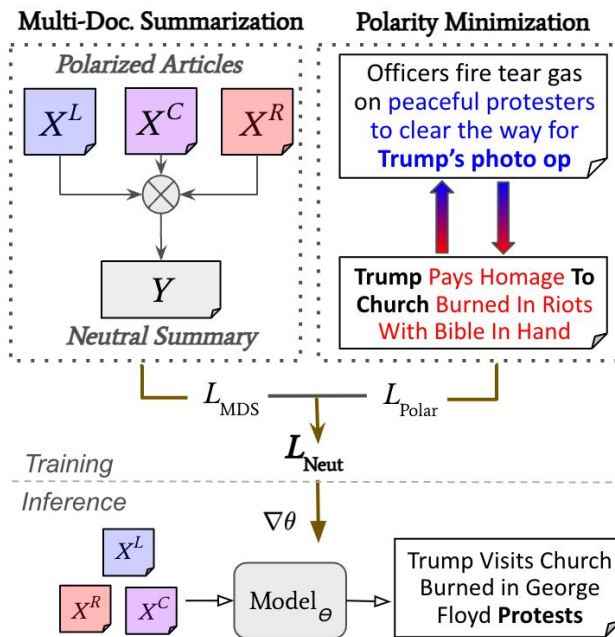 Multi-Doc. Summarization
Polarity Minimization
Polarized Articles
X^L
X^C
X^R
Y
Neutral Summary
Officers fire tear gas
on peaceful protesters
to clear the way for
Trump's photo op
Trump Pays Homage To
Church Burned In Riots
With Bible In Hand
L_MDS
L_Polar
L_Neut
Training
Inference
∇θ
X^L
X^R
X^C
Model_Θ
Trump Visits Church
Burned in George
Floyd Protests